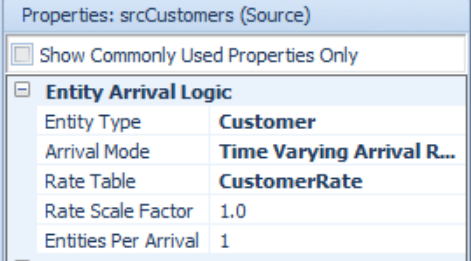 Properties: srcCustomers (Source)
Show Commonly Used Properties Only
Entity Arrival Logic
Entity Type Customer
Arrival Mode Time Varying Arrival R...
Rate Table CustomerRate
Rate Scale Factor 1.0
Entities Per Arrival 1